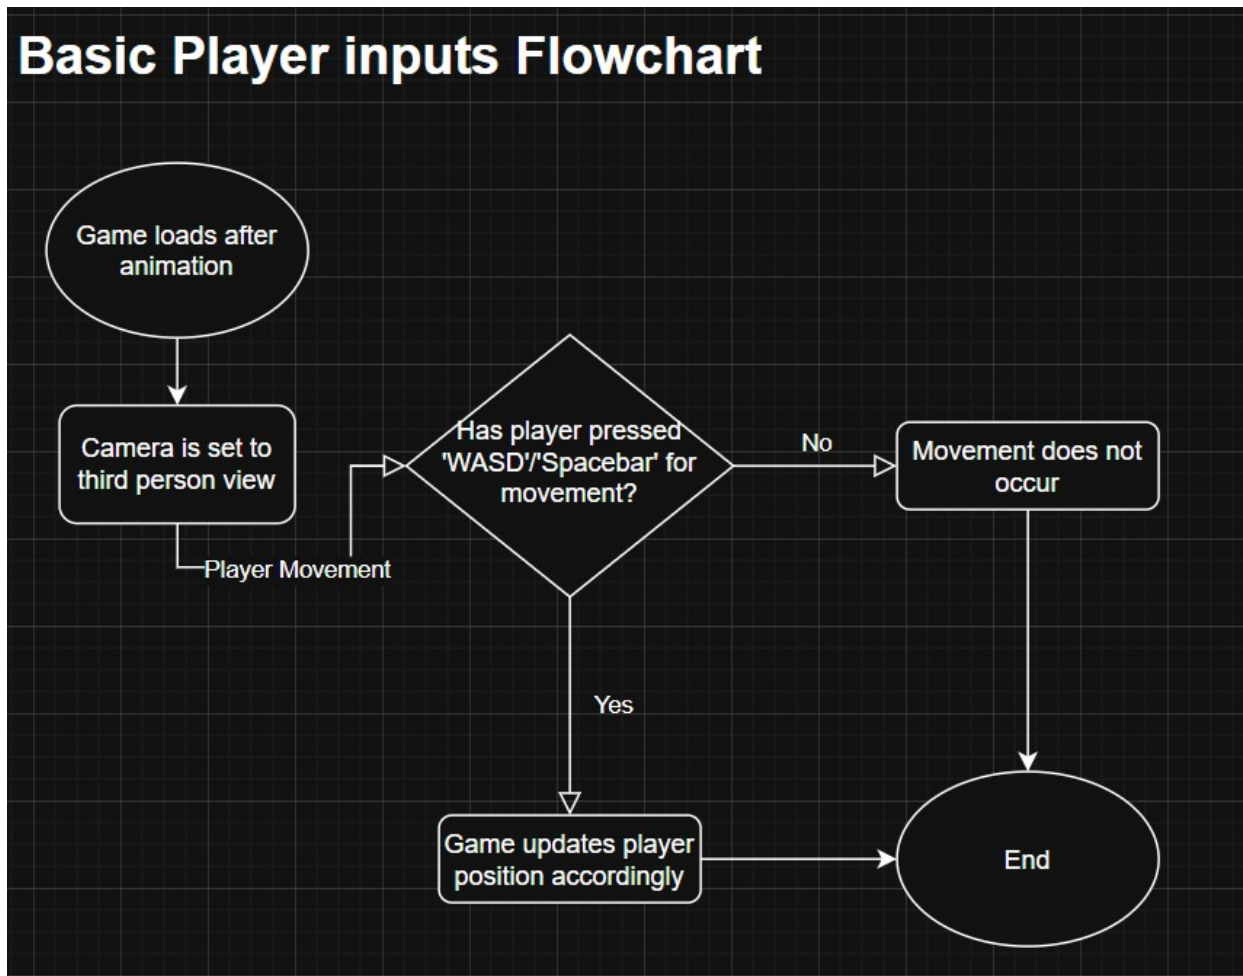 Basic Player inputs Flowchart
Game loads after
animation
Camera is set to
third person view
Player Movement
Has player pressed
'WASD'/'Spacebar' for
movement?
No
Movement does not
occur
Yes
Game updates player
position accordingly
End